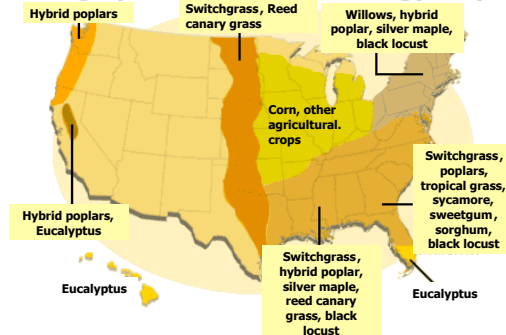 Hybrid poplars
Switchgrass, Reed
canary grass
Willows, hybrid
poplar, silver maple,
black locust
Corn, other
agricultural.
crops
Switchgrass,
poplars,
tropical grass,
sycamore,
sweetgum,
sorghum,
black locust
Hybrid poplars,
Eucalyptus
Switchgrass,
hybrid poplar,
silver maple,
reed canary
grass, black
locust
Eucalyptus
Eucalyptus